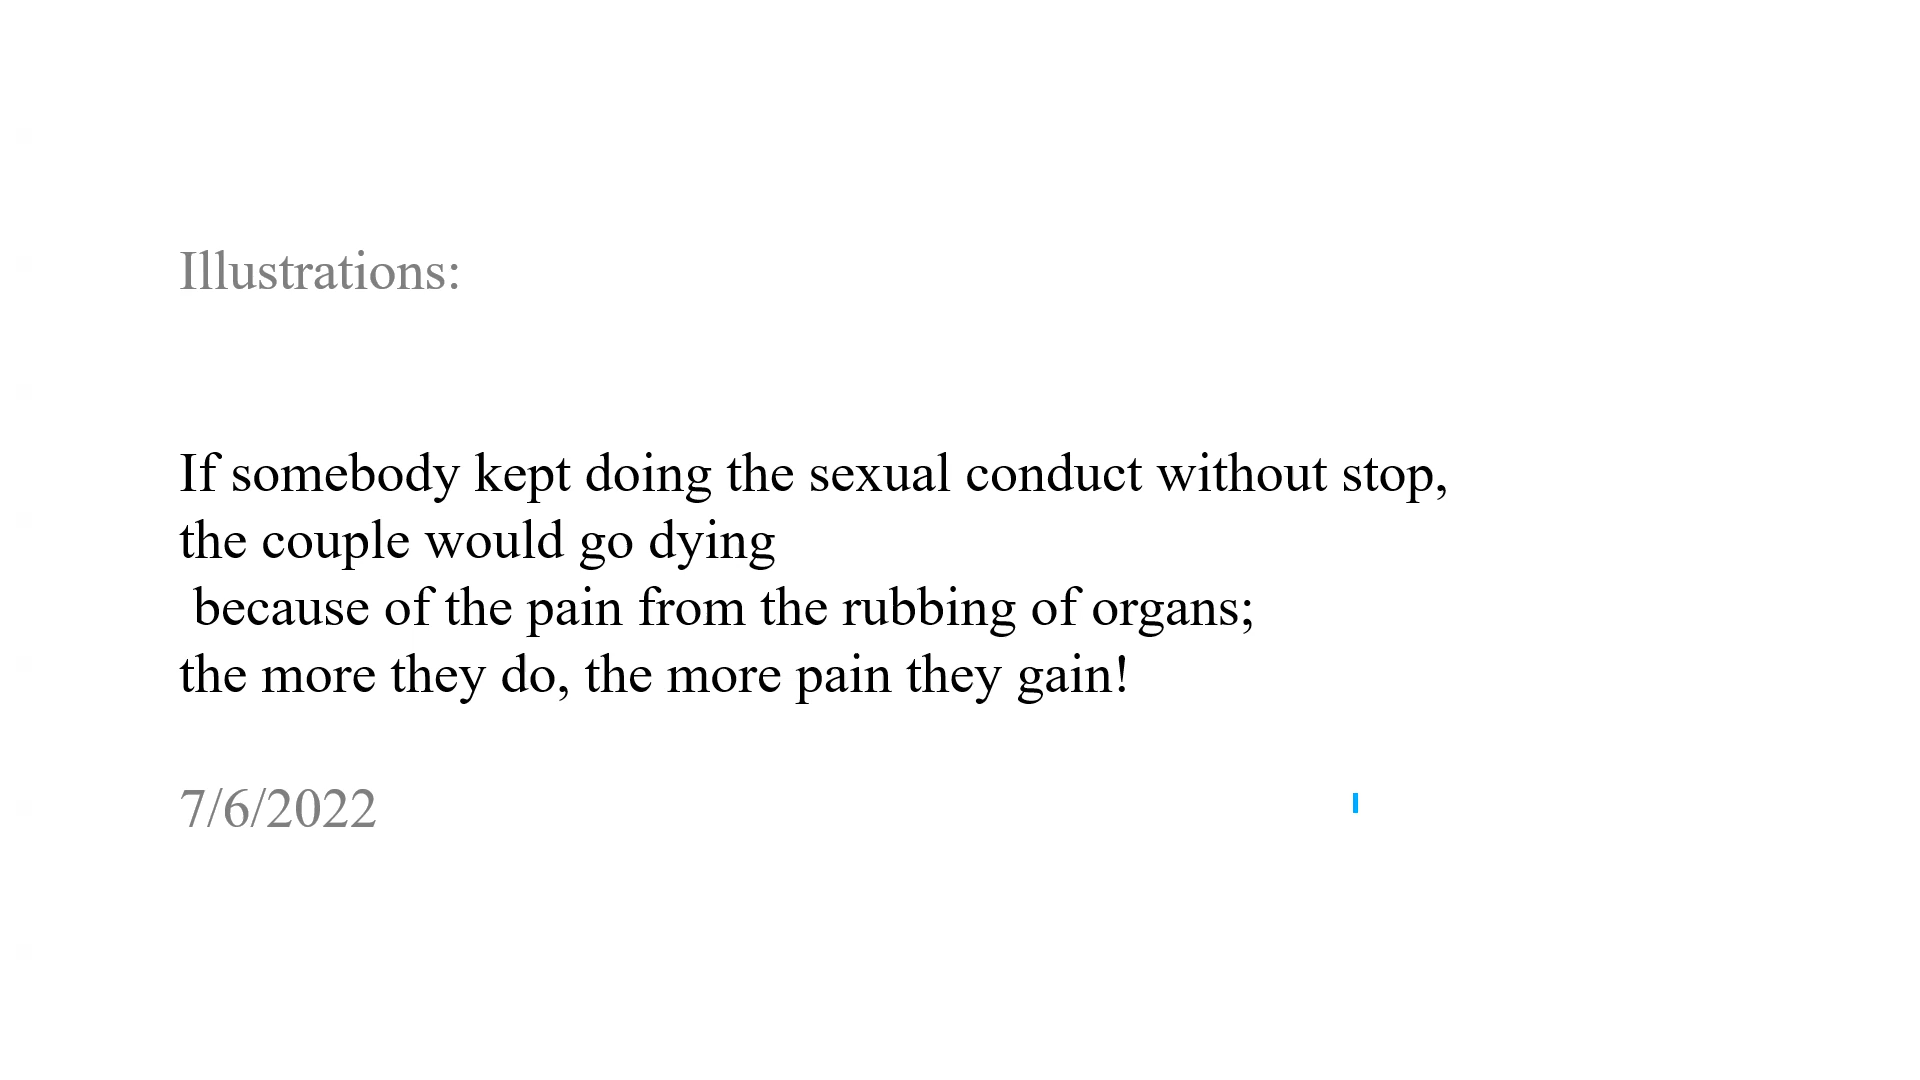 Illustrations:
If somebody kept doing the sexual conduct without stop,
the couple would go dying
because of the pain from the rubbing of organs;
the more they do, the more pain they gain!
7/6/2022